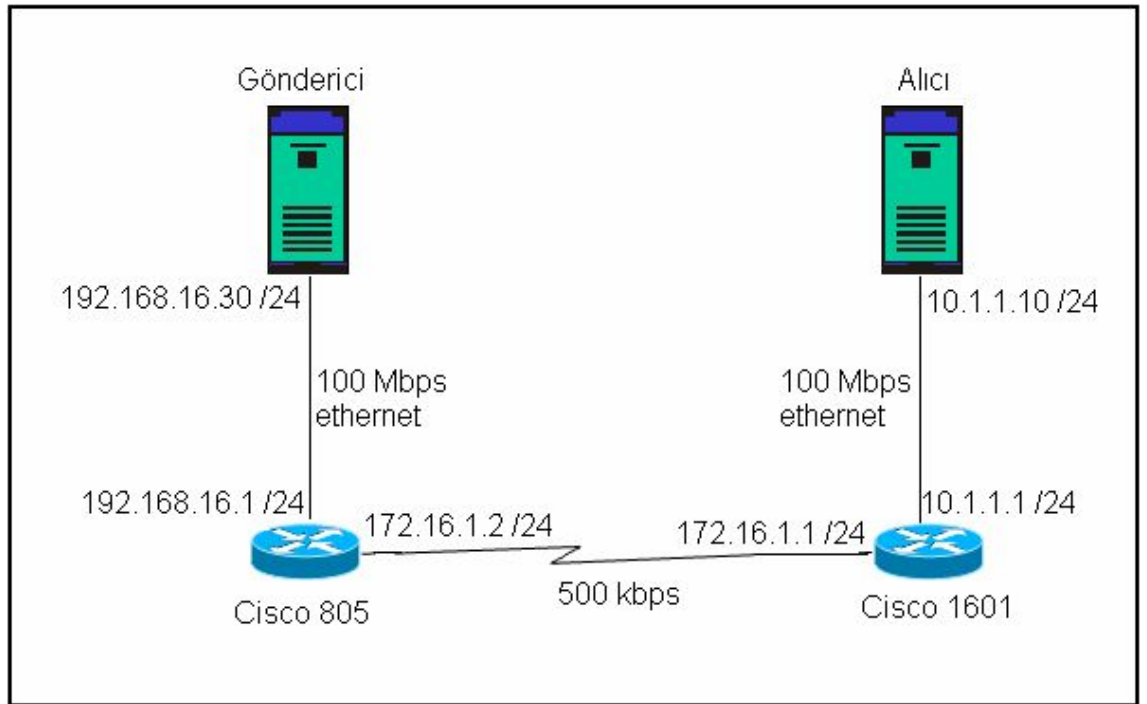 Gönderici
Alıcı
192.168.16.30 /24
10.1.1.10 /24
100 Mbps
ethernet
100 Mbps
ethernet
192.168.16.1 /24
10.1.1.1 /24
172.16.1.2 /24
172.16.1.1 /24
500 kbps
Cisco 805
Cisco 1601